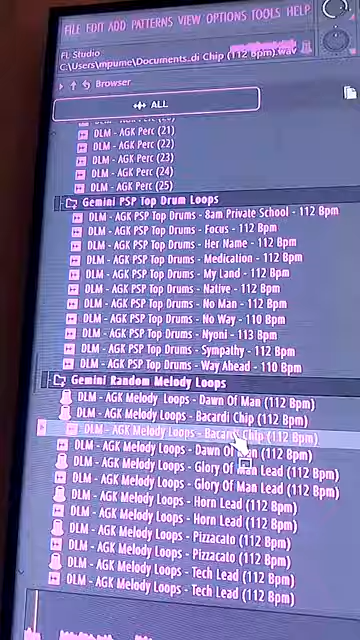 FILE EDIT ADD PATTERNS VIEW OPTIONS TOOLS HELP
FL Studio
C:\Users\mpume\Documents..di Chip (112 Bpm).wav
Browser
ALL
DLM - AGK Perc (21)
DLM - AGK Perc (22)
DLM - AGK Perc (23)
DLM - AGK Perc (24)
DLM - AGK Perc (25)
Gemini PSP Top Drum Loops
DLM - AGK PSP Top Drums - 8am Private School - 112 Bpm
DLM - AGK PSP Top Drums - Focus - 112 Bpm
DLM - AGK PSP Top Drums - Her Name - 112 Bpm
DLM - AGK PSP Top Drums - Medication - 112 Bpm
DLM - AGK PSP Top Drums - My Land - 112 Bpm
DLM - AGK PSP Top Drums - Native - 112 Bpm
DLM - AGK PSP Top Drums - No Man - 112 Bpm
DLM - AGK PSP Top Drums - No Way - 110 Bpm
DLM - AGK PSP Top Drums - Nyoni - 113 Bpm
DLM - AGK PSP Top Drums - Sympathy - 112 Bpm
DLM - AGK PSP Top Drums - Way Ahead - 110 Bpm
Gemini Random Melody Loops
DLM - AGK Melody Loops - Dawn Of Man (112 Bpm)
DLM - AGK Melody Loops - Bacardi Chip (112 Bpm)
DLM - AGK Melody Loops - Bacardi Chip (112 Bpm)
DLM - AGK Melody Loops - Dawn Of Man (112 Bpm)
DLM - AGK Melody Loops - Glory Of Man Lead (112 Bpm)
DLM - AGK Melody Loops - Glory Of Man Lead (112 Bpm)
DLM - AGK Melody Loops - Horn Lead (112 Bpm)
DLM - AGK Melody Loops - Horn Lead (112 Bpm)
DLM - AGK Melody Loops - Pizzacato (112 Bpm)
DLM - AGK Melody Loops - Pizzacato (112 Bpm)
DLM - AGK Melody Loops - Tech Lead (112 Bpm)
DLM - AGK Melody Loops - Tech Lead (112 Bpm)